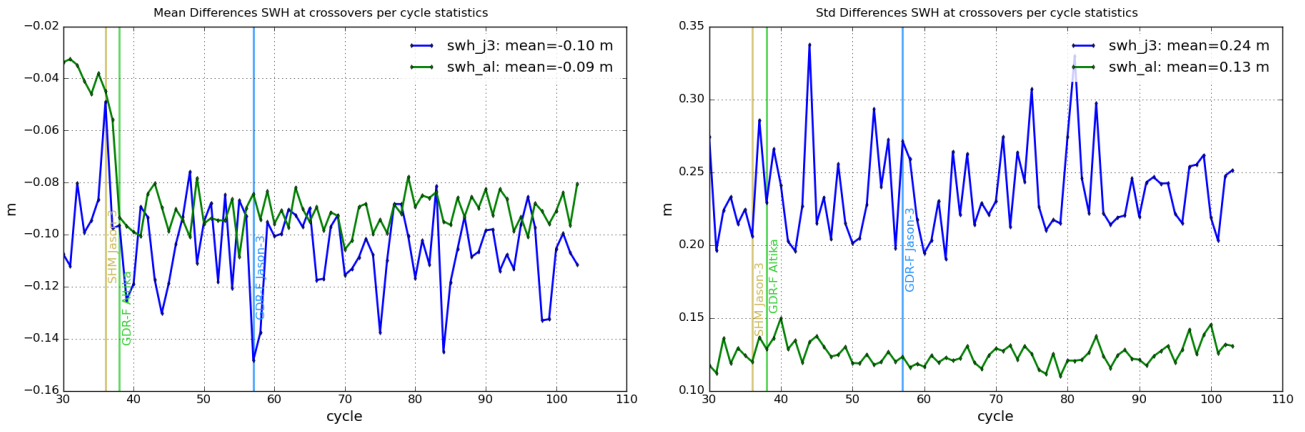 Mean Differences SWH at crossovers per cycle statistics
−0.02
−0.04
−0.06
−0.08
−0.10
−0.12
−0.14
−0.16
m
swh_j3: mean=-0.10 m
swh_al: mean=-0.09 m
SHM Jason-3
GDR-F Altika
GDR-F Jason-3
30
40
50
60
70
80
90
100
110
cycle
Std Differences SWH at crossovers per cycle statistics
0.35
0.30
0.25
0.20
0.15
0.10
m
swh_j3: mean=0.24 m
swh_al: mean=0.13 m
SHM Jason-3
GDR-F Altika
GDR-F Jason-3
30
40
50
60
70
80
90
100
110
cycle